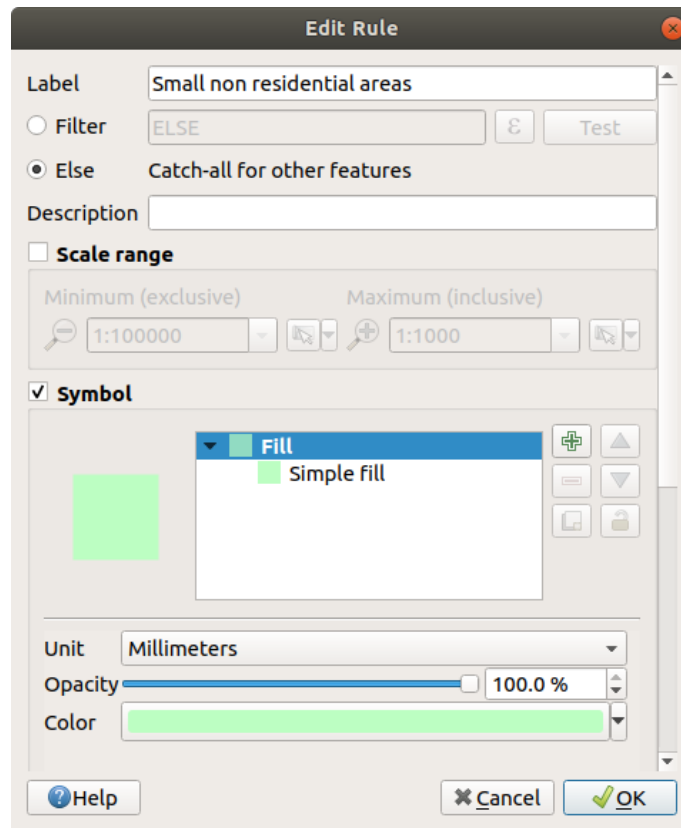 Edit Rule
Label Small non residential areas
Filter ELSE ε Test
Else Catch-all for other features
Description
Scale range
Minimum (exclusive) Maximum (inclusive)
1:100000 1:1000
Symbol
Fill
Simple fill
Unit Millimeters
Opacity 100.0 %
Color
Help Cancel OK